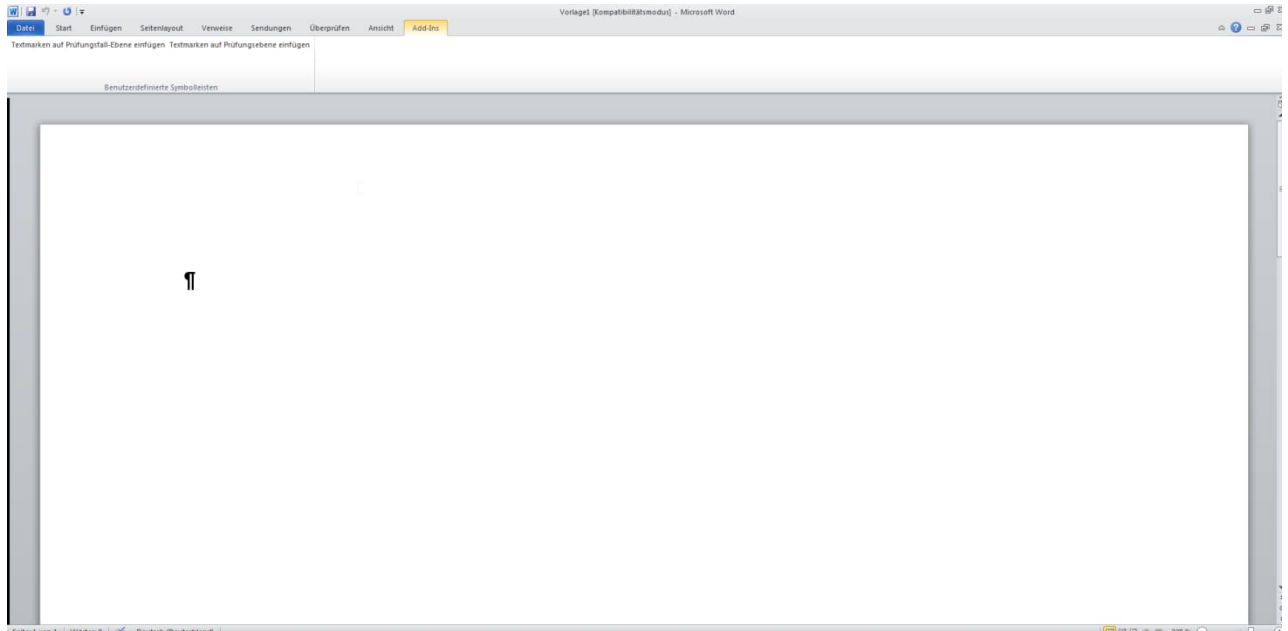 Vorlage1 [Kompatibilitätsmodus] - Microsoft Word
Datei Start Einfügen Seitenlayout Verweise Sendungen Überprüfen Ansicht Add-Ins
Textmarken auf Prüfungsfall-Ebene einfügen Textmarken auf Prüfungsebene einfügen
Benutzerdefinierte Symbolleisten
¶